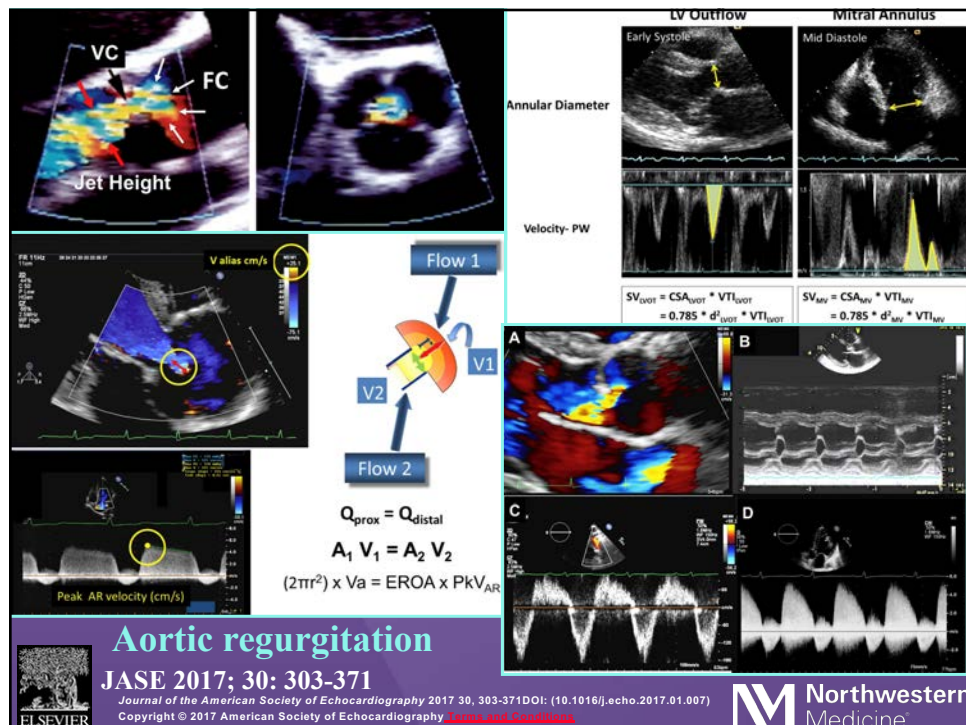 VC
FC
Jet Height
LV Outflow
Mitral Annulus
Early Systole
Mid Diastole
Annular Diameter
Velocity- PW
SV_LVOT = CSA_LVOT * VTI_LVOT
= 0.785 * d²_LVOT * VTI_LVOT
SV_MV = CSA_MV * VTI_MV
= 0.785 * d²_MV * VTI_MV
FR 11Hz
11cm
V alias cm/s
Flow 1
r
V1
V2
Flow 2
Q_prox = Q_distal
A₁ V₁ = A₂ V₂
(2πr²) x Va = EROA x PkV_AR
Peak AR velocity (cm/s)
A
B
C
D
Aortic regurgitation
JASE 2017; 30: 303-371
Journal of the American Society of Echocardiography 2017 30, 303-371DOI: (10.1016/j.echo.2017.01.007)
Copyright © 2017 American Society of Echocardiography Terms and Conditions
ELSEVIER
Northwestern
Medicine®